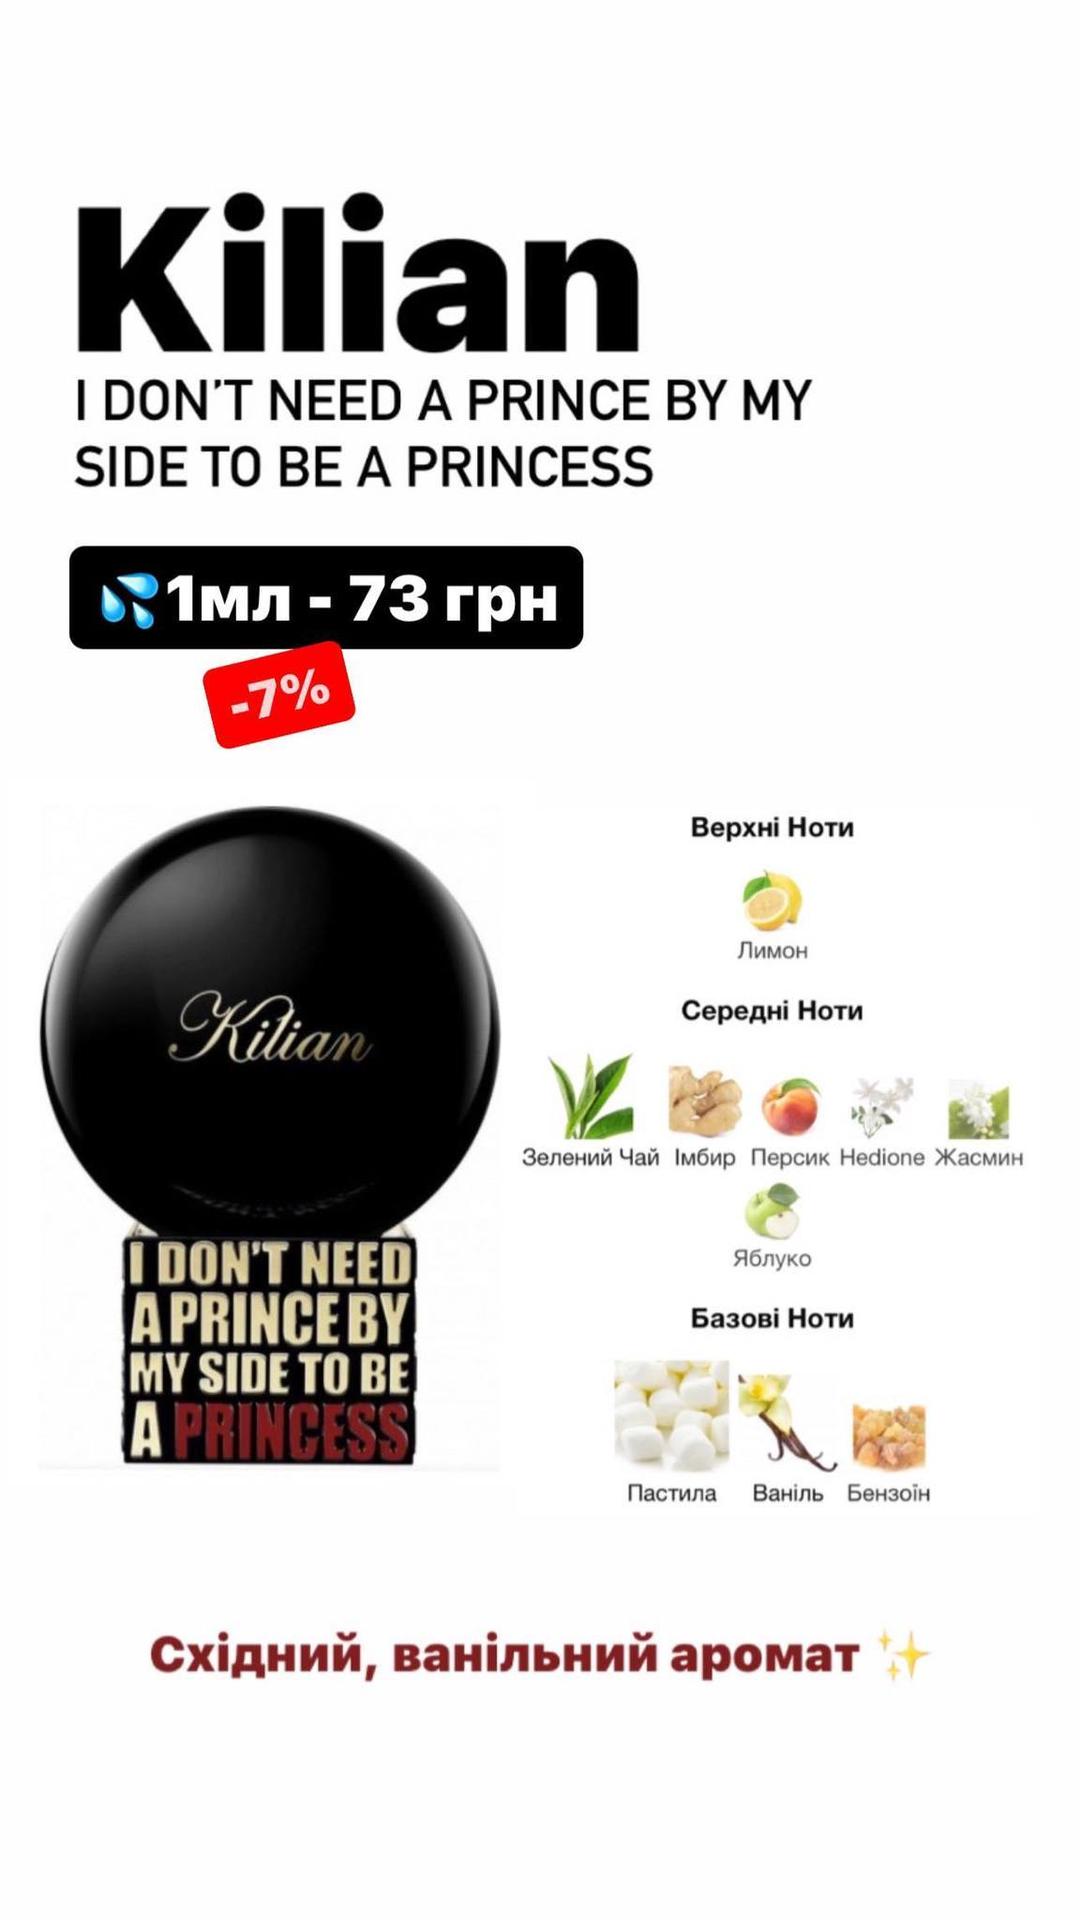 Kilian
I DON'T NEED A PRINCE BY MY
SIDE TO BE A PRINCESS
💦1мл - 73 грн
-7%
Kilian
I DON'T NEED
A PRINCE BY
MY SIDE TO BE
A PRINCESS
Верхні Ноти
Лимон
Середні Ноти
Зелений Чай Імбир Персик Hedione Жасмин
Яблуко
Базові Ноти
Пастила Ваніль Бензоїн
Східний, ванільний аромат ✨